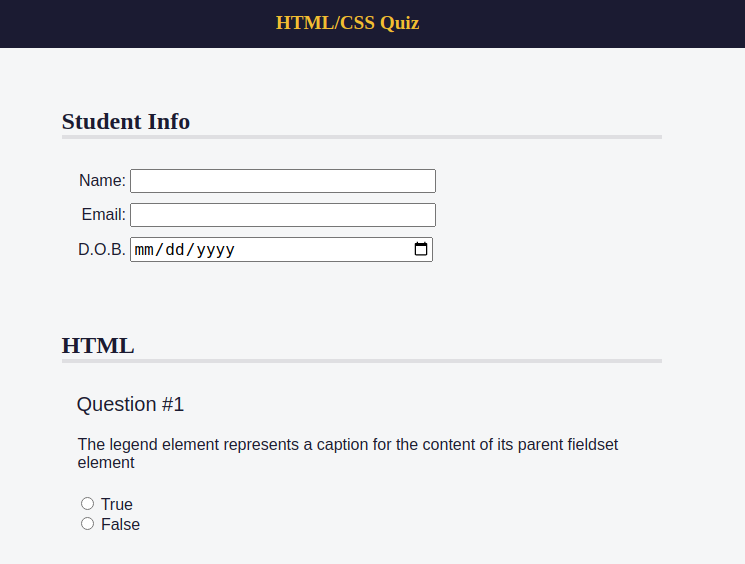 HTML/CSS Quiz
Student Info
Name:
Email:
D.O.B. mm/dd/yyyy
HTML
Question #1
The legend element represents a caption for the content of its parent fieldset
element
True
False